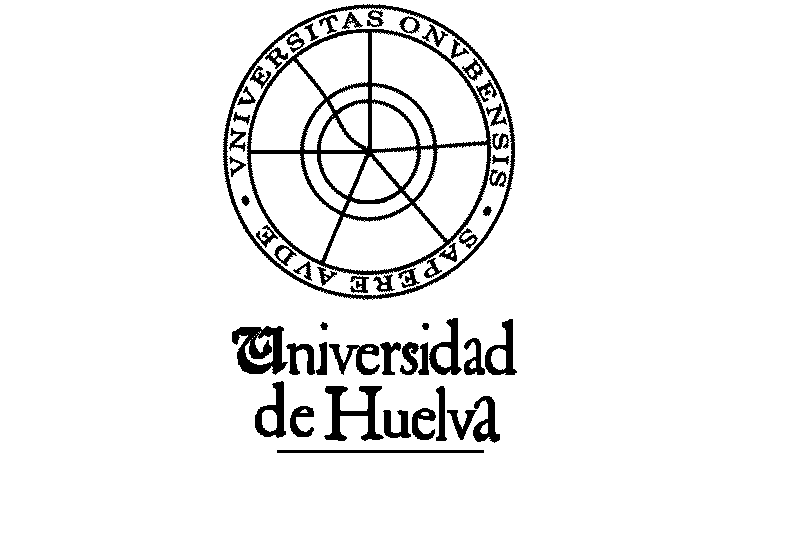 VNIVERSITAS ONVBENSIS • SAPERE AVDE •
Universidad
de Huelva